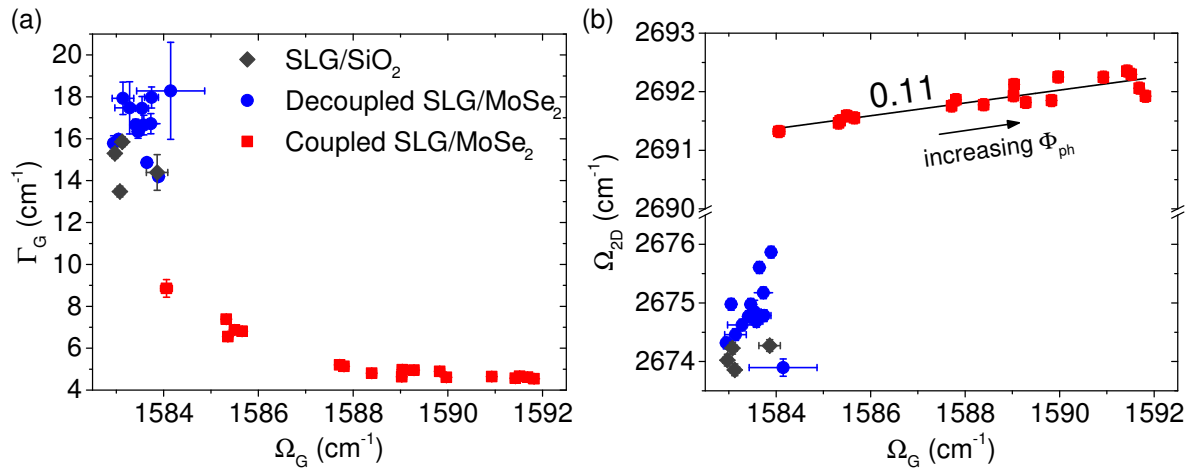 (a)
20
18
16
14
12
10
8
6
4
Γ_G (cm⁻¹)
SLG/SiO₂
Decoupled SLG/MoSe₂
Coupled SLG/MoSe₂
1584 1586 1588 1590 1592
Ω_G (cm⁻¹)
(b)
2693
2692
2691
2690
2676
2675
2674
Ω_2D (cm⁻¹)
0.11
increasing Φ_ph
1584 1586 1588 1590 1592
Ω_G (cm⁻¹)